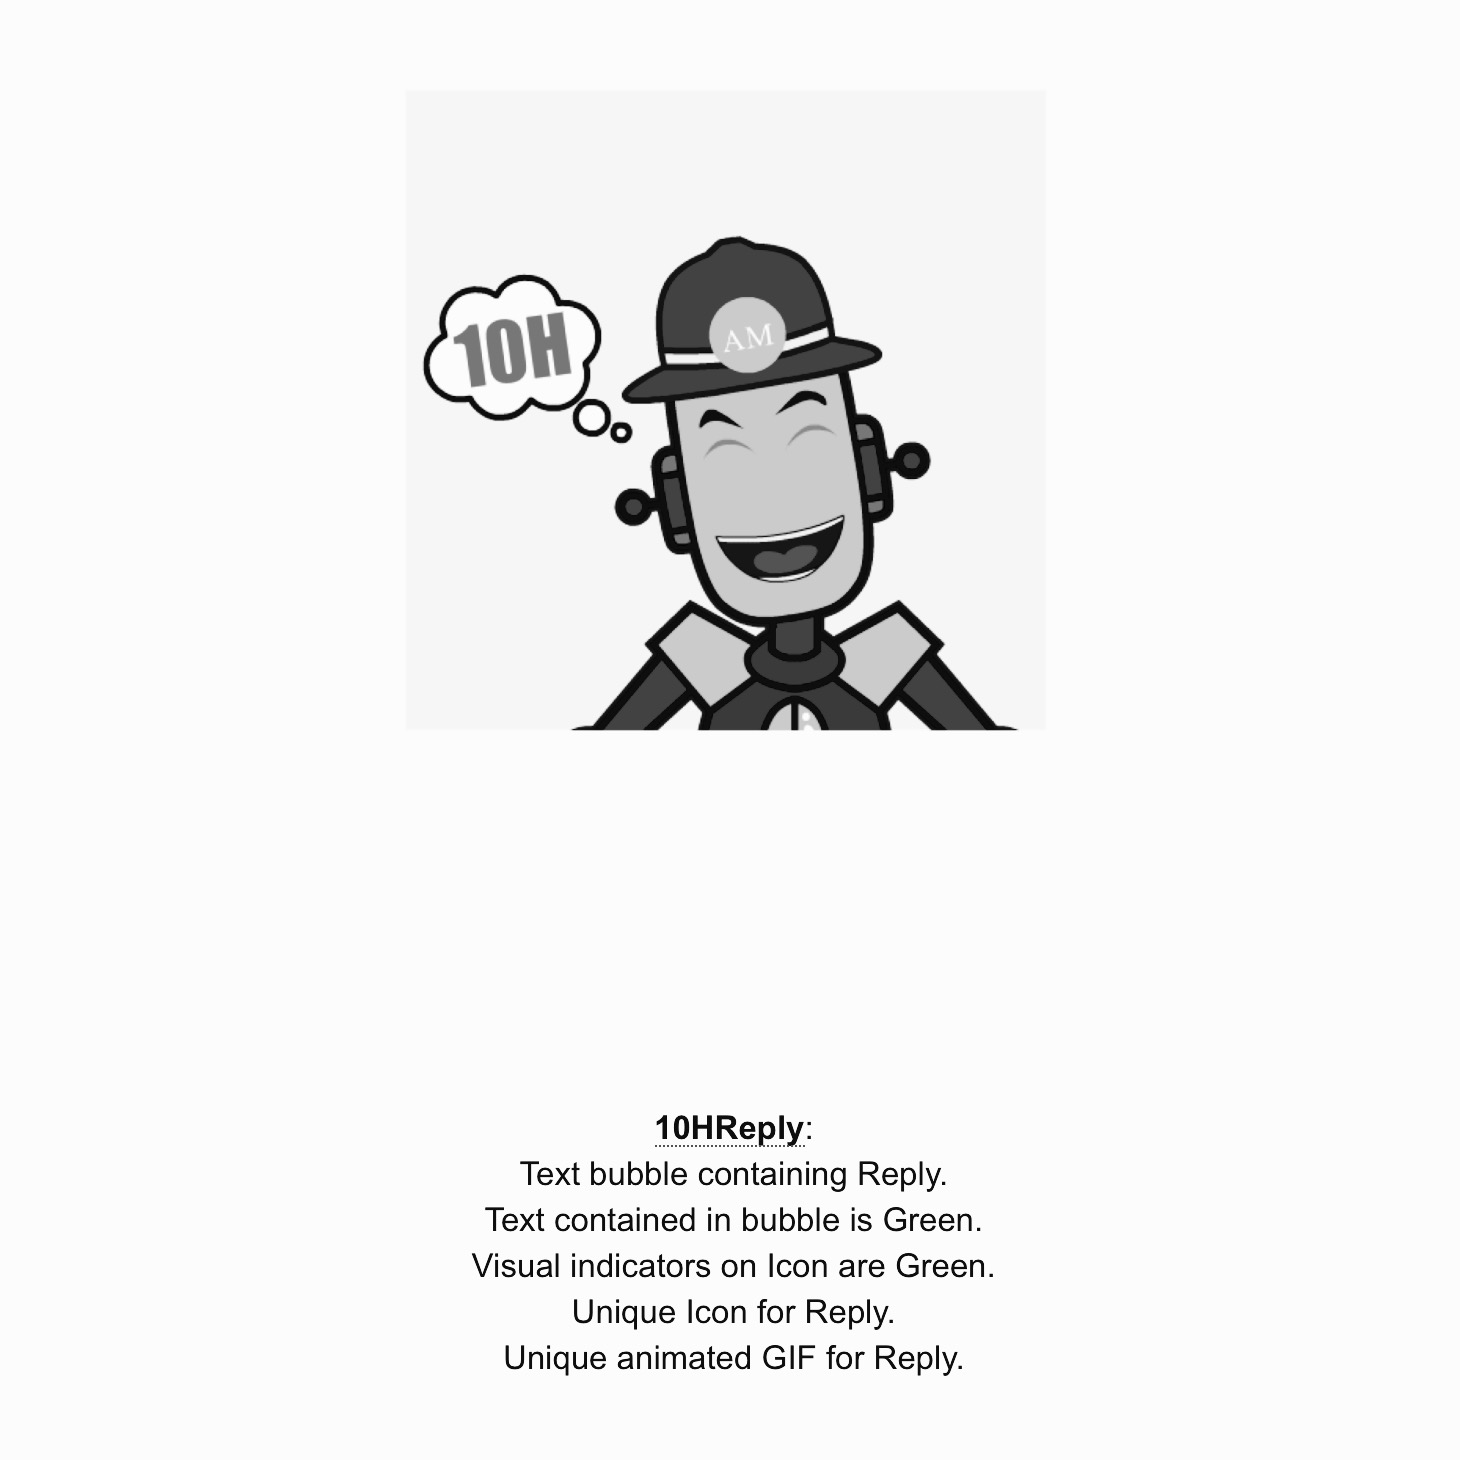 10H
AM
10HReply:
Text bubble containing Reply.
Text contained in bubble is Green.
Visual indicators on Icon are Green.
Unique Icon for Reply.
Unique animated GIF for Reply.